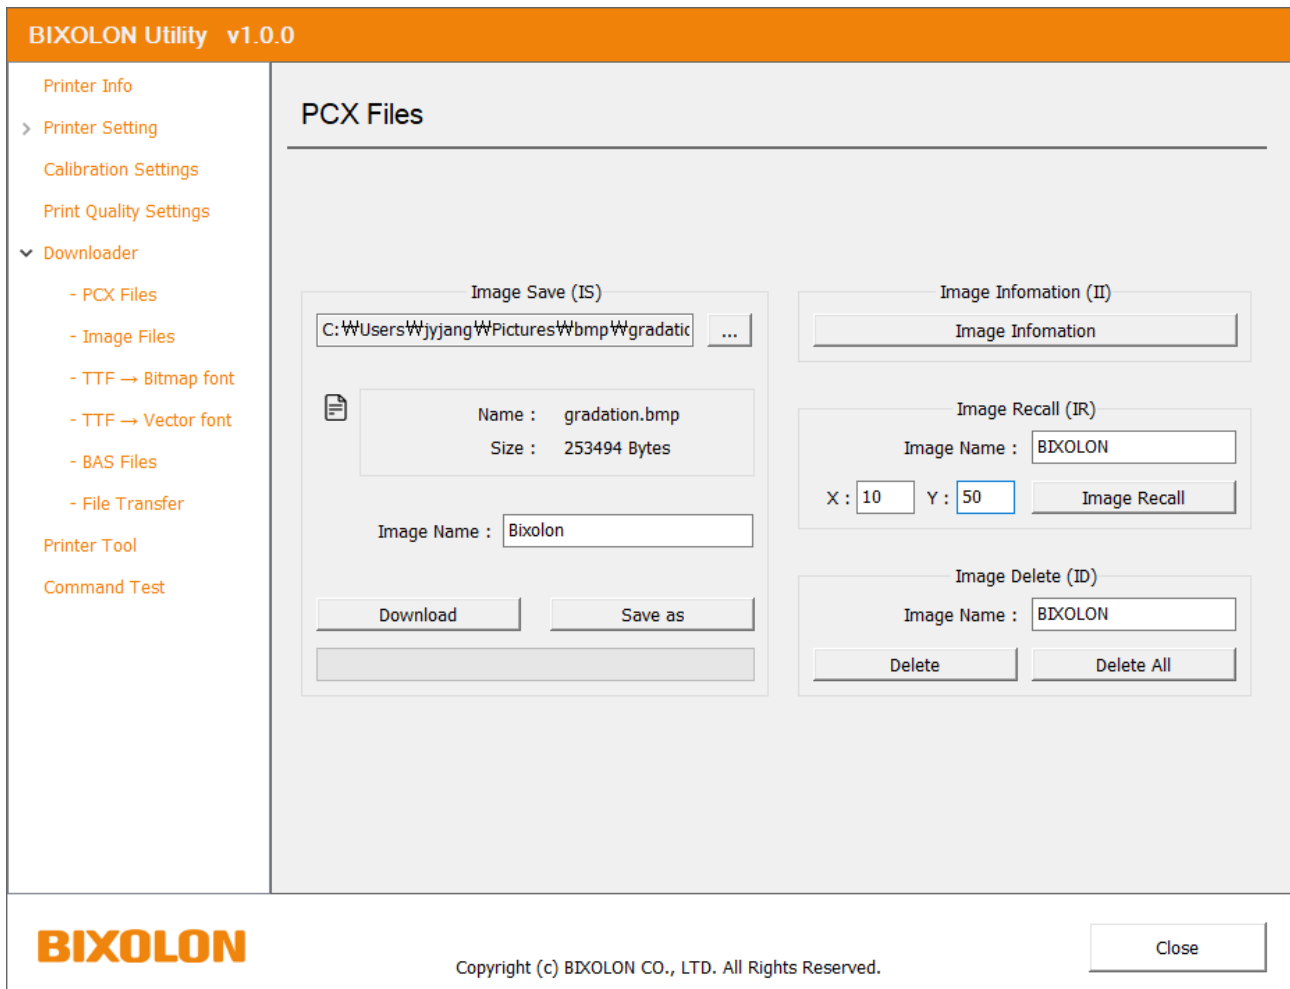 BIXOLON Utility v1.0.0
Printer Info
Printer Setting
Calibration Settings
Print Quality Settings
Downloader
- PCX Files
- Image Files
- TTF → Bitmap font
- TTF → Vector font
- BAS Files
- File Transfer
Printer Tool
Command Test
PCX Files
Image Save (IS)
C:₩Users₩jyjang₩Pictures₩bmp₩gradatic
...
Name : gradation.bmp
Size : 253494 Bytes
Image Name : Bixolon
Download Save as
Image Infomation (II)
Image Infomation
Image Recall (IR)
Image Name : BIXOLON
X : 10 Y : 50 Image Recall
Image Delete (ID)
Image Name : BIXOLON
Delete Delete All
BIXOLON
Copyright (c) BIXOLON CO., LTD. All Rights Reserved.
Close